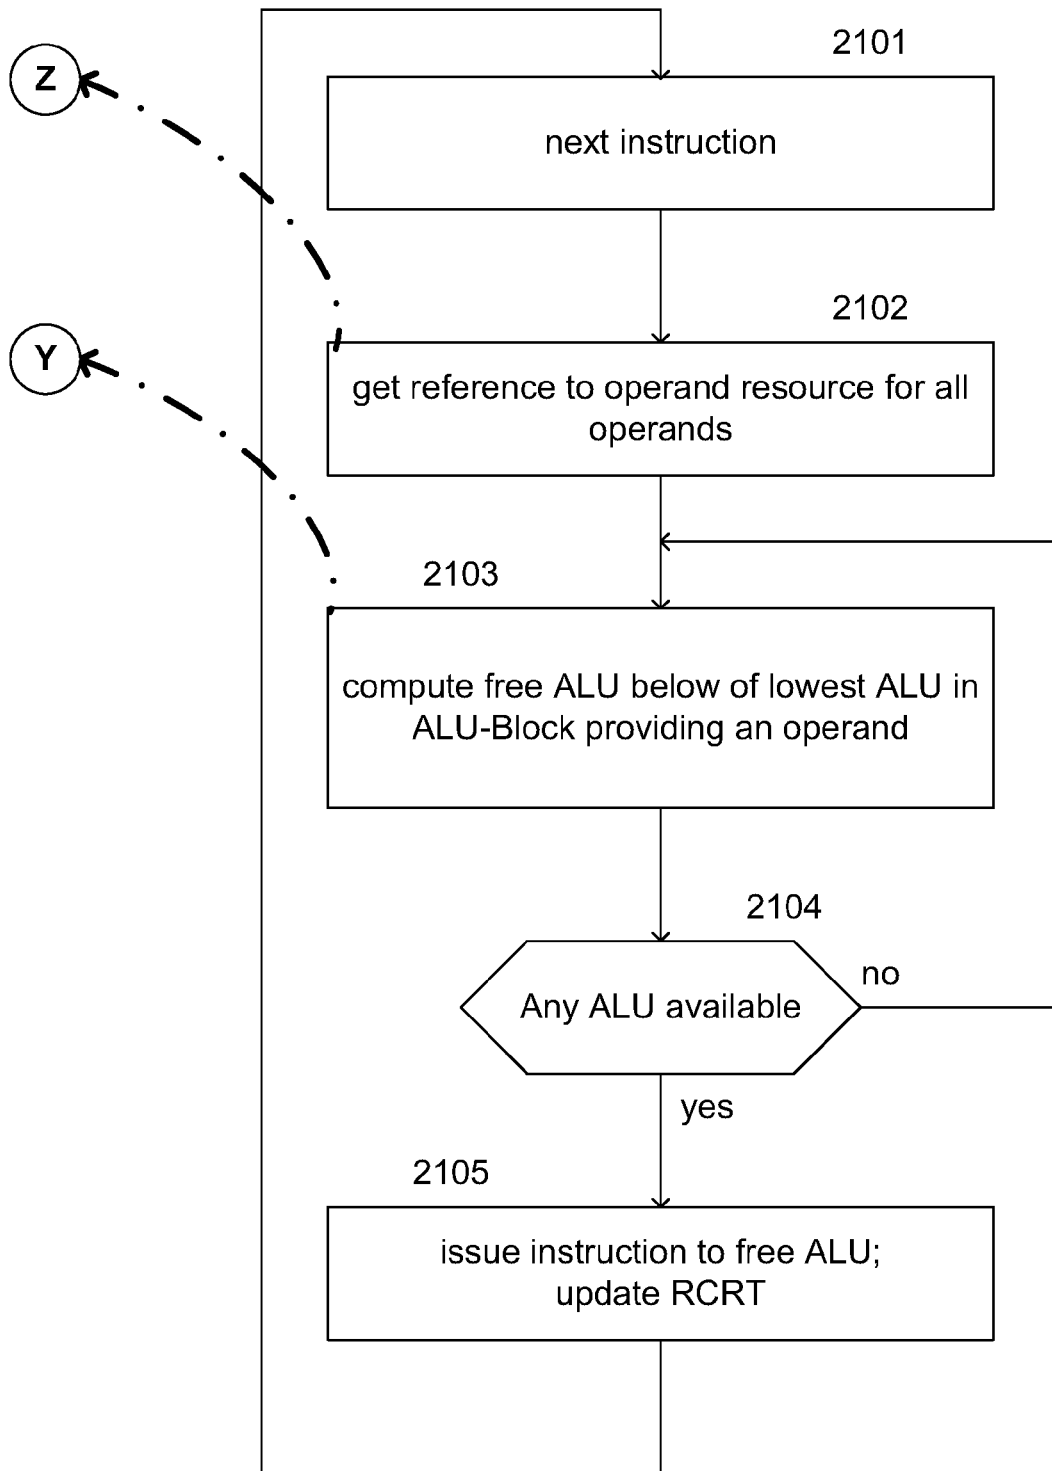 2101
Z
next instruction
2102
Y
get reference to operand resource for all
operands
2103
compute free ALU below of lowest ALU in
ALU-Block providing an operand
2104
no
Any ALU available
yes
2105
issue instruction to free ALU;
update RCRT